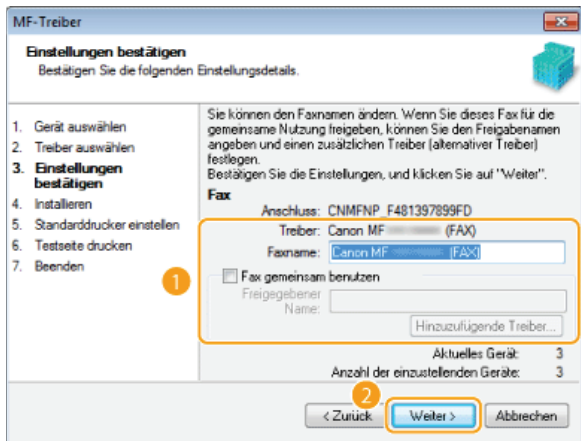 MF-Treiber
Einstellungen bestätigen
Bestätigen Sie die folgenden Einstellungsdetails.
1. Gerät auswählen
2. Treiber auswählen
3. Einstellungen
bestätigen
4. Installieren
5. Standarddrucker einstellen
6. Testseite drucken
7. Beenden
Sie können den Faxnamen ändern. Wenn Sie dieses Fax für die
gemeinsame Nutzung freigeben, können Sie den Freigabenamen
angeben und einen zusätzlichen Treiber (alternativer Treiber)
festlegen.
Bestätigen Sie die Einstellungen, und klicken Sie auf "Weiter".
Fax
Anschluss: CNMFNP_F481397899FD
Treiber: Canon MF (FAX)
Faxname: Canon MF (FAX)
1
Fax gemeinsam benutzen
Freigegebener
Name:
Hinzuzufügende Treiber...
Aktuelles Gerät: 3
Anzahl der einzustellenden Geräte: 3
2
< Zurück
Weiter >
Abbrechen